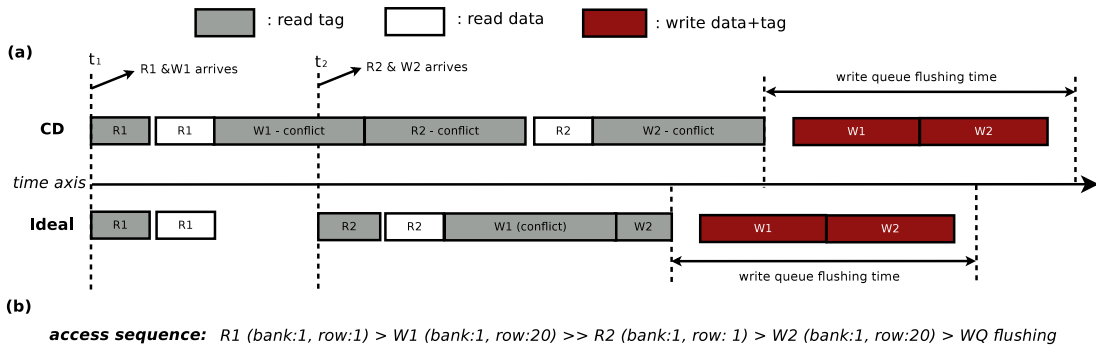 : read tag : read data : write data+tag
(a)
t1 R1 &W1 arrives t2 R2 & W2 arrives write queue flushing time
CD R1 R1 W1 - conflict R2 - conflict R2 W2 - conflict W1 W2
time axis
Ideal R1 R1 R2 R2 W1 (conflict) W2 W1 W2
write queue flushing time
(b)
access sequence: R1 (bank:1, row:1) > W1 (bank:1, row:20) >> R2 (bank:1, row: 1) > W2 (bank:1, row:20) > WQ flushing